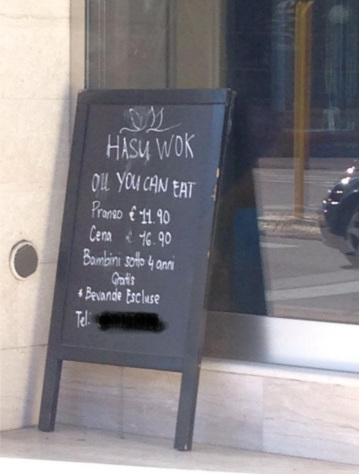 HASU WOK
OLL YOU CAN EAT
Pranso € 11.90
Cena € 16.90
Bambini sotto 4 anni
Gratis
* Bevande Escluse
Tel: